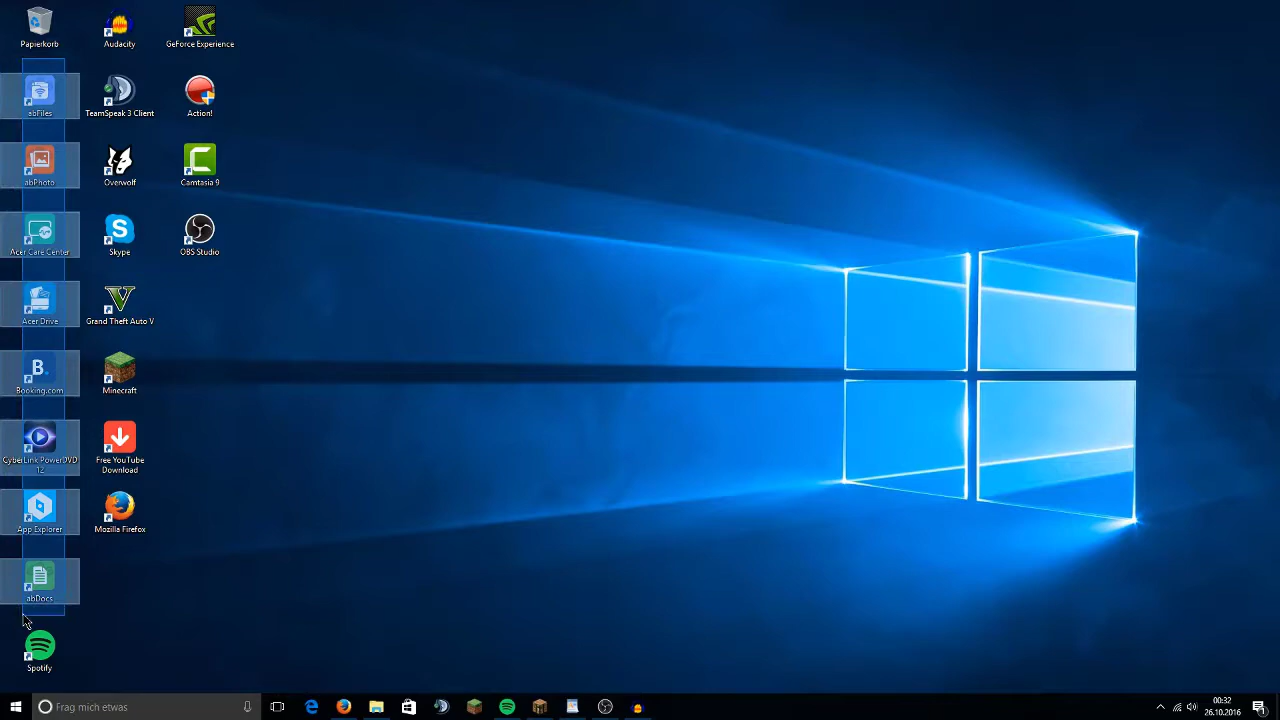 Papierkorb
Audacity
GeForce Experience
abFiles
TeamSpeak 3 Client
Action!
abPhoto
Overwolf
Camtasia 9
Acer Care Center
Skype
OBS Studio
Acer Drive
Grand Theft Auto V
B.
Booking.com
Minecraft
CyberLink PowerDVD
12
Free YouTube
Download
App Explorer
Mozilla Firefox
abDocs
Spotify
Frag mich etwas
00:32
26.10.2016